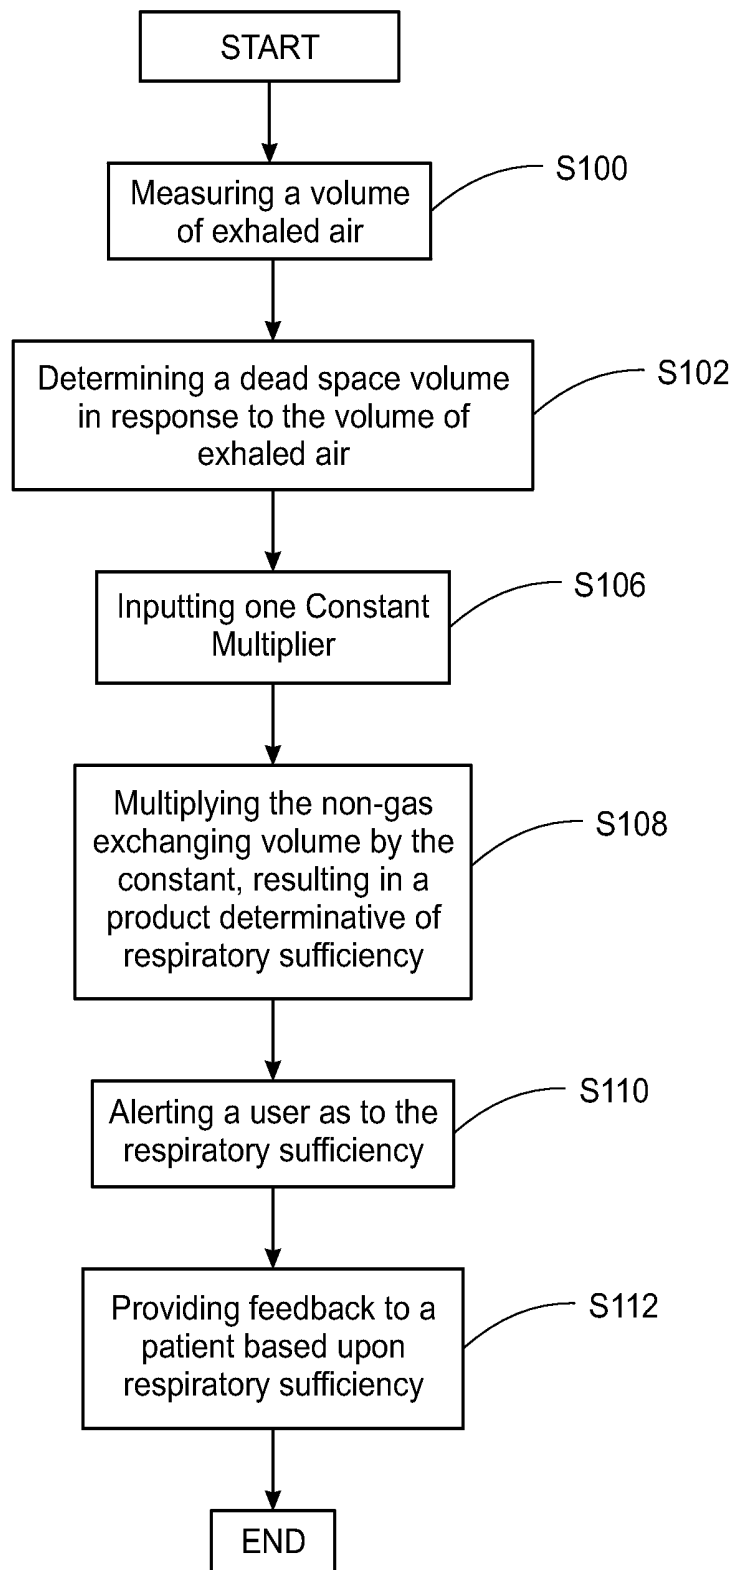 START
Measuring a volume
of exhaled air
S100
Determining a dead space volume
in response to the volume of
exhaled air
S102
Inputting one Constant
Multiplier
S106
Multiplying the non-gas
exchanging volume by the
constant, resulting in a
product determinative of
respiratory sufficiency
S108
Alerting a user as to the
respiratory sufficiency
S110
Providing feedback to a
patient based upon
respiratory sufficiency
S112
END